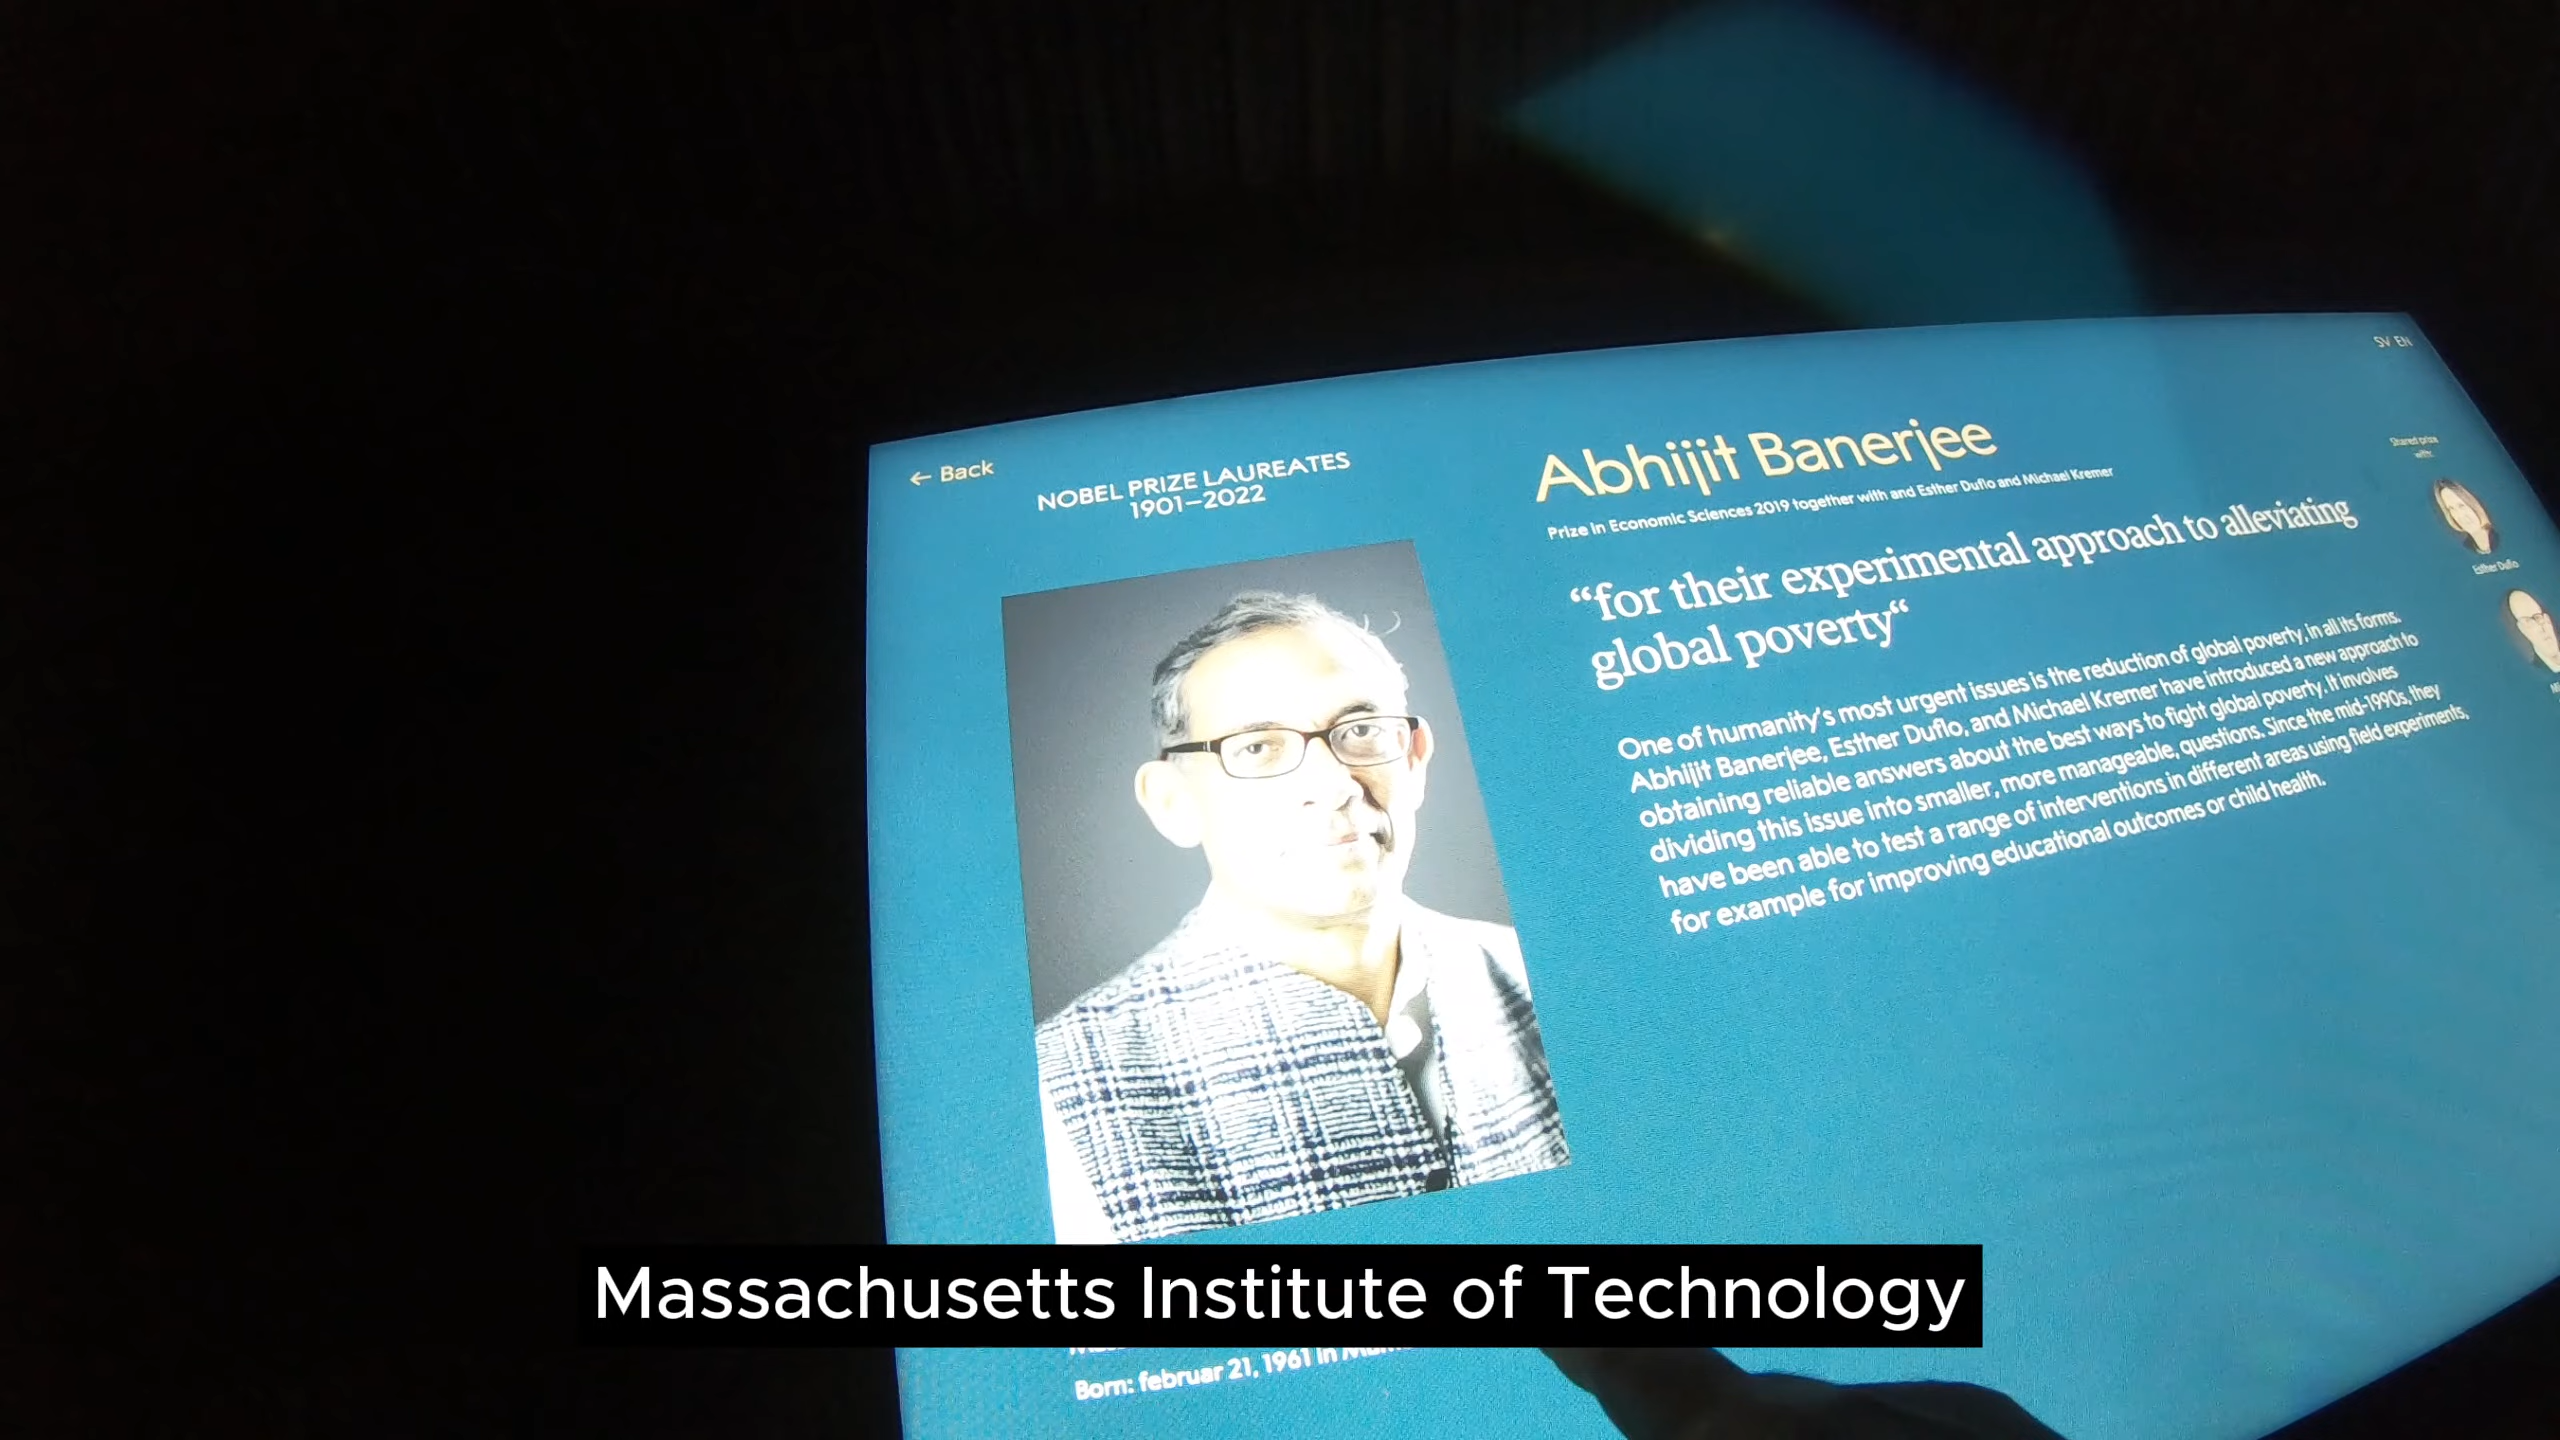 SV EN
← Back
NOBEL PRIZE LAUREATES
1901–2022
Abhijit Banerjee
Prize in Economic Sciences 2019 together with and Esther Duflo and Michael Kremer
“for their experimental approach to alleviating
global poverty“
One of humanity's most urgent issues is the reduction of global poverty, in all its forms.
Abhijit Banerjee, Esther Duflo, and Michael Kremer have introduced a new approach to
obtaining reliable answers about the best ways to fight global poverty. It involves
dividing this issue into smaller, more manageable, questions. Since the mid-1990s, they
have been able to test a range of interventions in different areas using field experiments,
for example for improving educational outcomes or child health.
Shared prize
with:
Esther Duflo
Massachusetts Institute of Technology
Born: februar 21, 1961 in